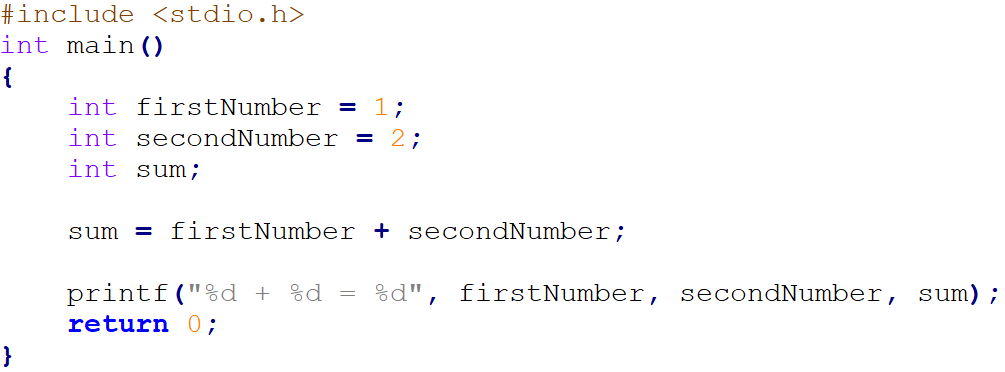 #include <stdio.h>
int main()
{
    int firstNumber = 1;
    int secondNumber = 2;
    int sum;

    sum = firstNumber + secondNumber;

    printf("%d + %d = %d", firstNumber, secondNumber, sum);
    return 0;
}